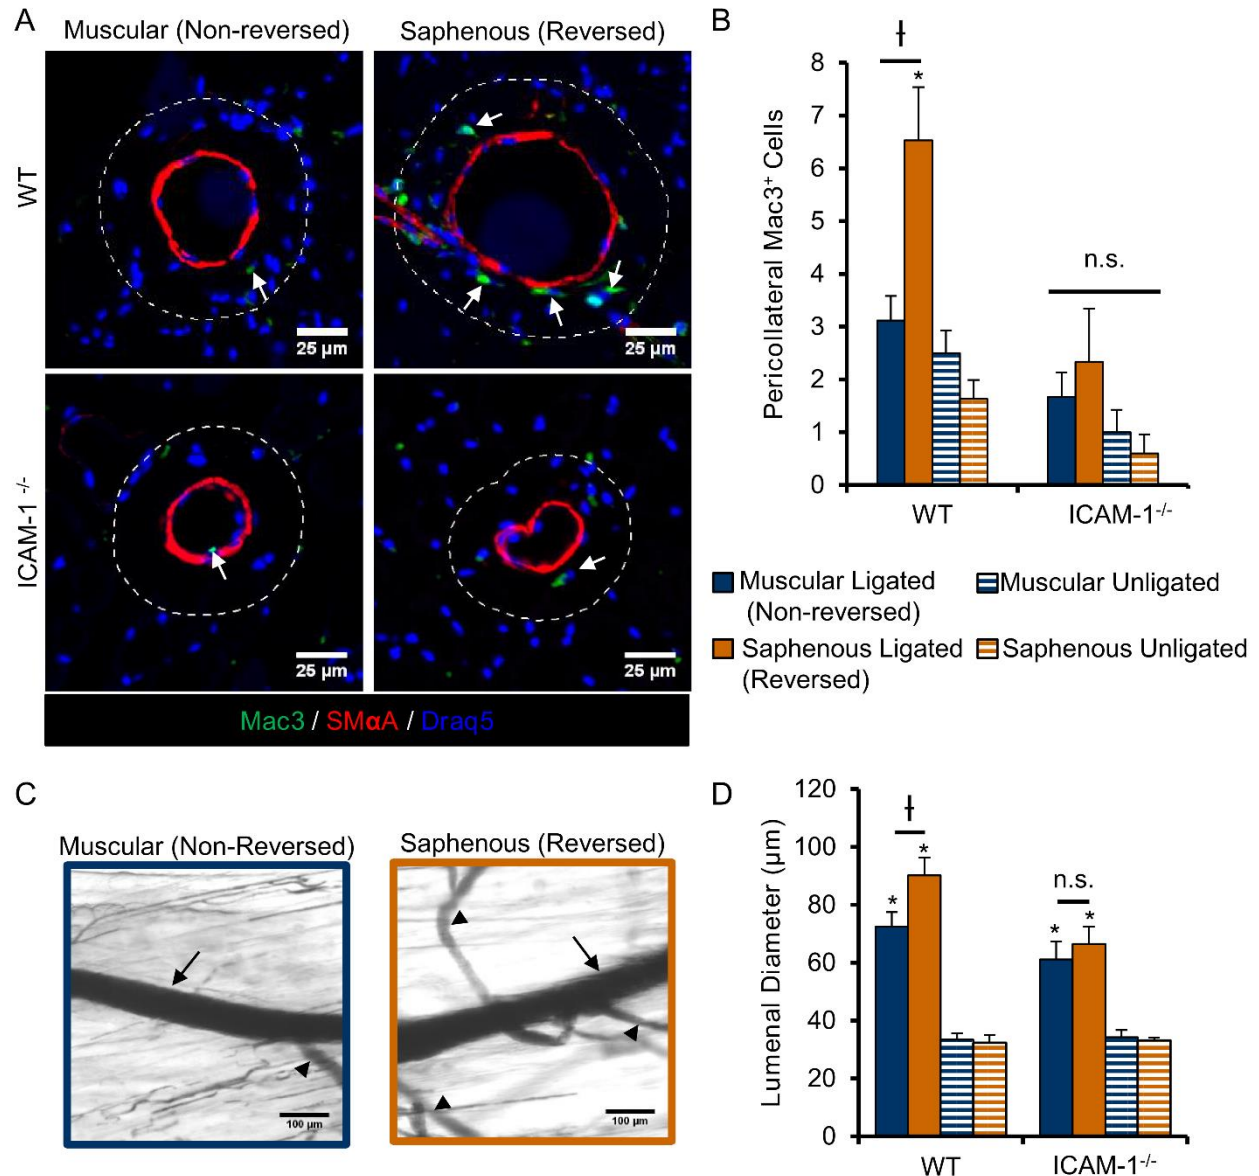 A
Muscular (Non-reversed)
Saphenous (Reversed)
WT
25 µm
25 µm
ICAM-1 -/-
25 µm
25 µm
Mac3 / SMαA / Draq5
B
Pericollateral Mac3+ Cells
8
7
6
5
4
3
2
1
0
ƚ
*
n.s.
WT
ICAM-1-/-
Muscular Ligated
(Non-reversed)
Muscular Unligated
Saphenous Ligated
(Reversed)
Saphenous Unligated
C
Muscular (Non-Reversed)
Saphenous (Reversed)
100 µm
100 µm
D
Lumenal Diameter (µm)
120
100
80
60
40
20
0
ƚ
*
*
n.s.
*
*
WT
ICAM-1-/-